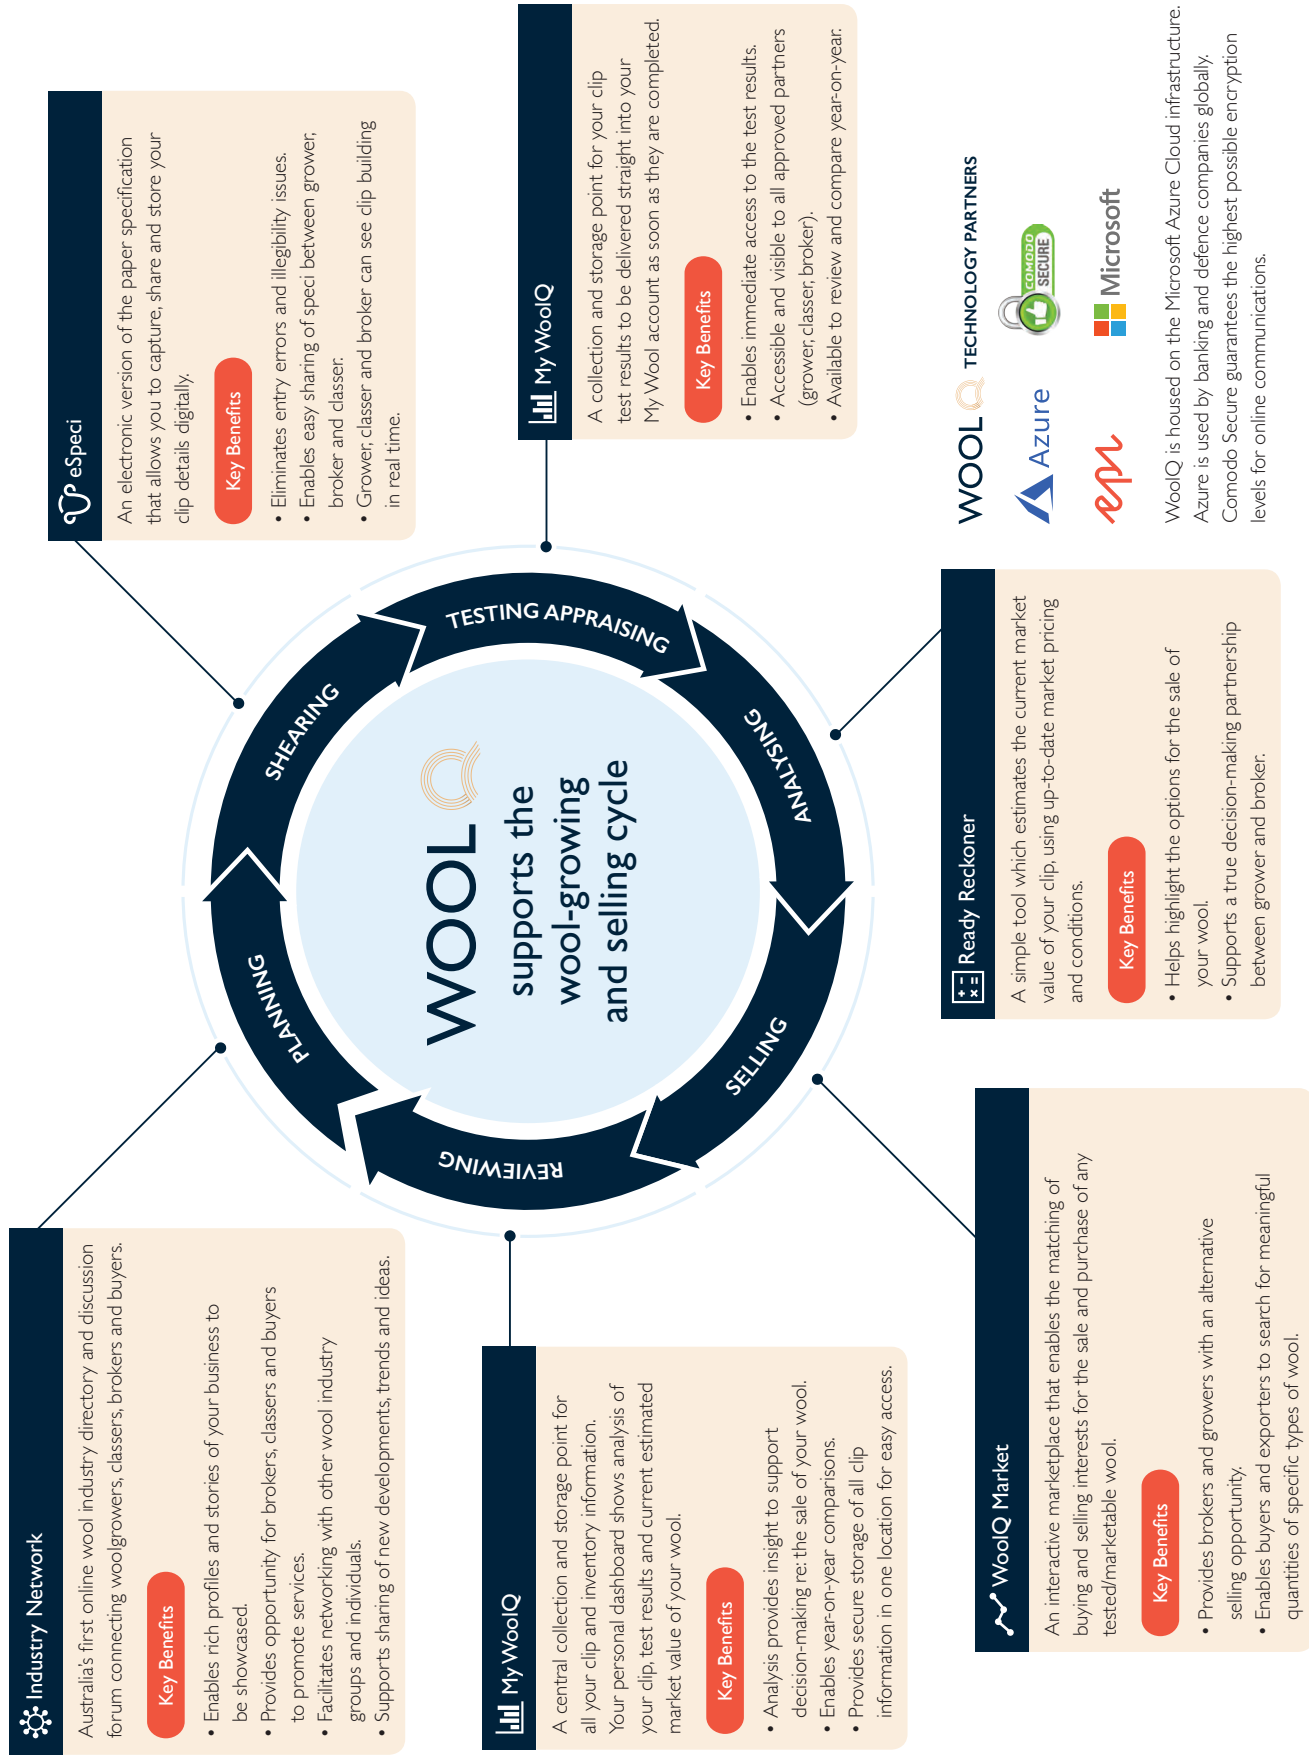 Industry Network
Australia's first online wool industry directory and discussion
forum connecting woolgrowers, classers, brokers and buyers.
Key Benefits
• Enables rich profiles and stories of your business to
be showcased.
• Provides opportunity for brokers, classers and buyers
to promote services.
• Facilitates networking with other wool industry
groups and individuals.
• Supports sharing of new developments, trends and ideas.
eSpeci
An electronic version of the paper specification
that allows you to capture, share and store your
clip details digitally.
Key Benefits
• Eliminates entry errors and illegibility issues.
• Enables easy sharing of speci between grower,
broker and classer.
• Grower, classer and broker can see clip building
in real time.
PLANNING
SHEARING
TESTING APPRAISING
ANALYSING
SELLING
REVIEWING
WOOL Q
supports the
wool-growing
and selling cycle
My WoolQ
A central collection and storage point for
all your clip and inventory information.
Your personal dashboard shows analysis of
your clip, test results and current estimated
market value of your wool.
Key Benefits
• Analysis provides insight to support
decision-making re: the sale of your wool.
• Enables year-on-year comparisons.
• Provides secure storage of all clip
information in one location for easy access.
My WoolQ
A collection and storage point for your clip
test results to be delivered straight into your
My Wool account as soon as they are completed.
Key Benefits
• Enables immediate access to the test results.
• Accessible and visible to all approved partners
(grower, classer, broker).
• Available to review and compare year-on-year.
WoolQ Market
An interactive marketplace that enables the matching of
buying and selling interests for the sale and purchase of any
tested/marketable wool.
Key Benefits
• Provides brokers and growers with an alternative
selling opportunity.
• Enables buyers and exporters to search for meaningful
quantities of specific types of wool.
Ready Reckoner
A simple tool which estimates the current market
value of your clip, using up-to-date market pricing
and conditions.
Key Benefits
• Helps highlight the options for the sale of
your wool.
• Supports a true decision-making partnership
between grower and broker.
WOOL Q TECHNOLOGY PARTNERS
Azure
COMODO
SECURE
epi
Microsoft
WoolQ is housed on the Microsoft Azure Cloud infrastructure.
Azure is used by banking and defence companies globally.
Comodo Secure guarantees the highest possible encryption
levels for online communications.